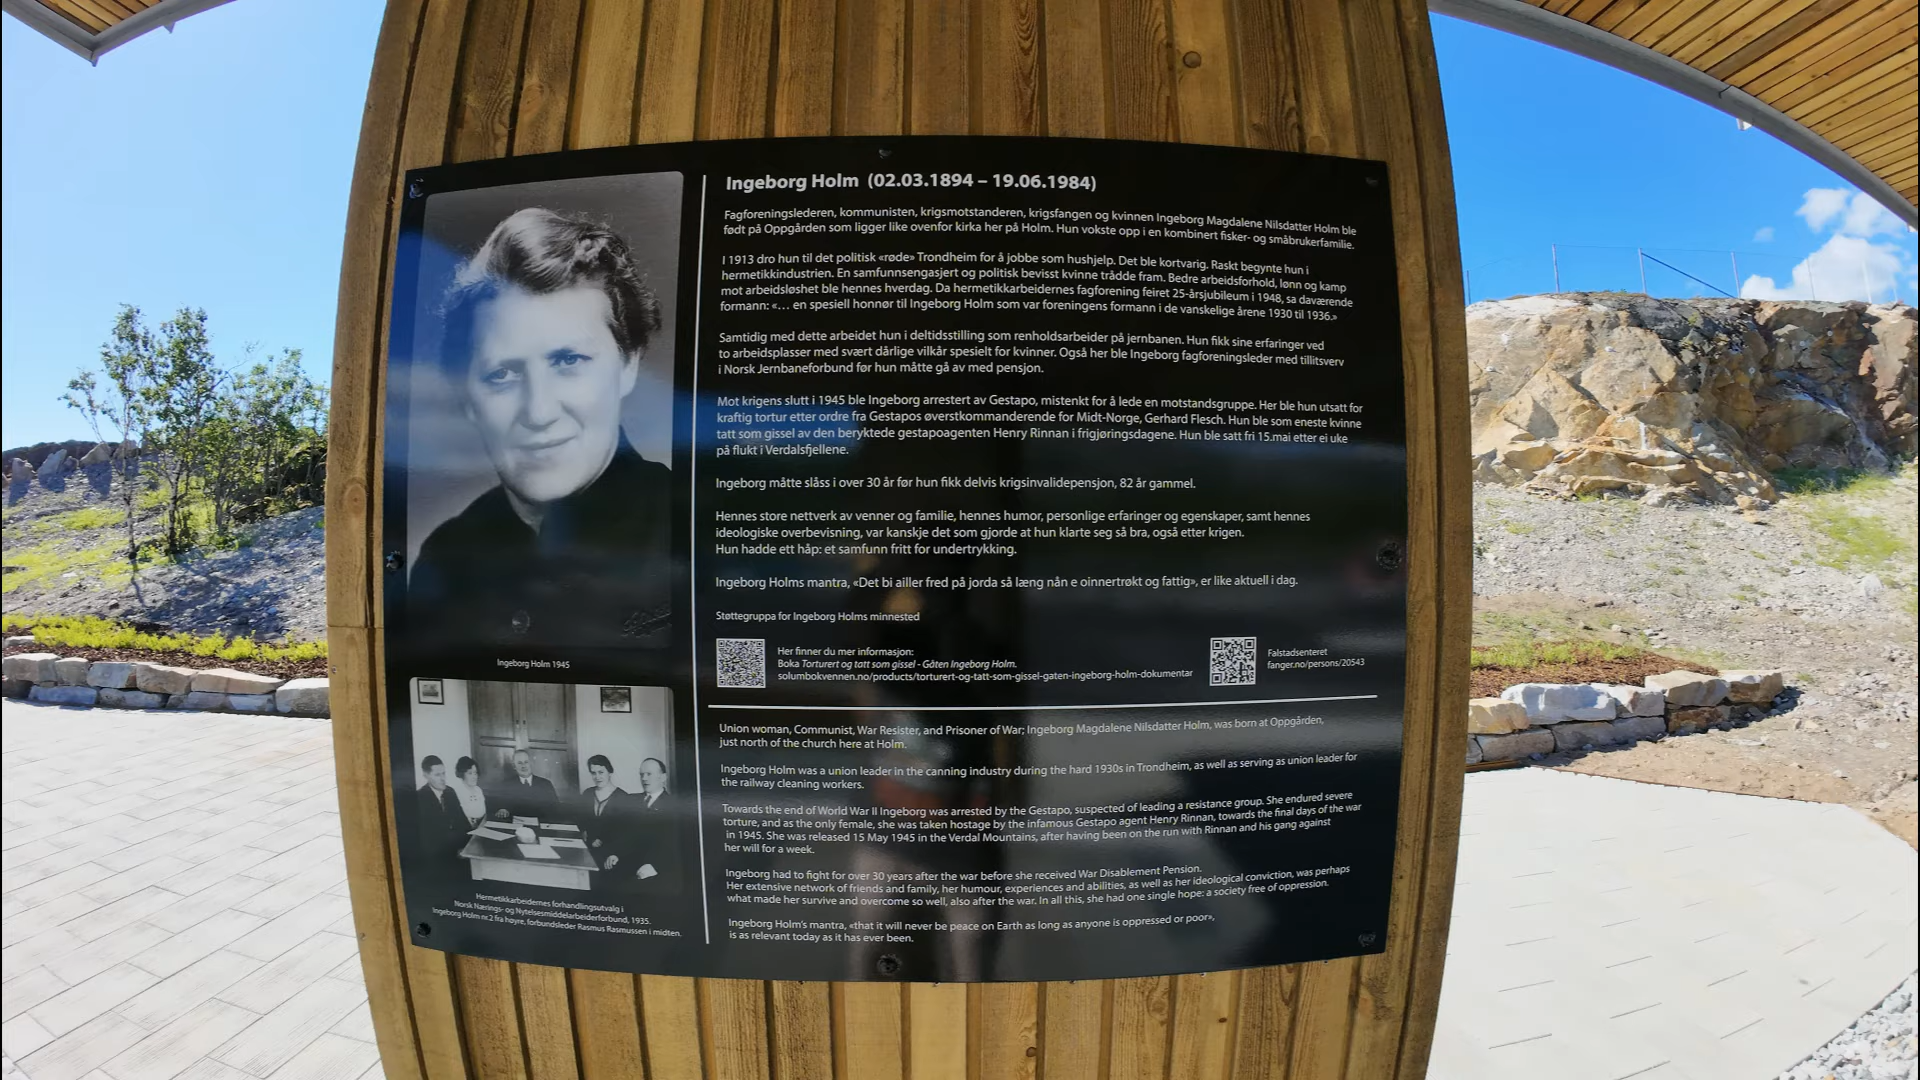 Ingeborg Holm (02.03.1894 – 19.06.1984)
Fagforeningslederen, kommunisten, krigsmotstanderen, krigsfangen og kvinnen Ingeborg Magdalene Nilsdatter Holm ble
født på Oppgården som ligger like ovenfor kirka her på Holm. Hun vokste opp i en kombinert fisker- og småbrukerfamilie.
I 1913 dro hun til det politisk «røde» Trondheim for å jobbe som hushjelp. Det ble kortvarig. Raskt begynte hun i
hermetikkindustrien. En samfunnsengasjert og politisk bevisst kvinne trådde fram. Bedre arbeidsforhold, lønn og kamp
mot arbeidsløshet ble hennes hverdag. Da hermetikkarbeidernes fagforening feiret 25-årsjubileum i 1948, sa daværende
formann: «… en spesiell honnør til Ingeborg Holm som var foreningens formann i de vanskelige årene 1930 til 1936.»
Samtidig med dette arbeidet hun i deltidsstilling som renholdsarbeider på jernbanen. Hun fikk sine erfaringer ved
to arbeidsplasser med svært dårlige vilkår spesielt for kvinner. Også her ble Ingeborg fagforeningsleder med tillitsverv
i Norsk Jernbaneforbund før hun måtte gå av med pensjon.
Mot krigens slutt i 1945 ble Ingeborg arrestert av Gestapo, mistenkt for å lede en motstandsgruppe. Her ble hun utsatt for
kraftig tortur etter ordre fra Gestapos øverstkommanderende for Midt-Norge, Gerhard Flesch. Hun ble som eneste kvinne
tatt som gissel av den beryktede gestapoagenten Henry Rinnan i frigjøringsdagene. Hun ble satt fri 15.mai etter ei uke
på flukt i Verdalsfjellene.
Ingeborg måtte slåss i over 30 år før hun fikk delvis krigsinvalidepensjon, 82 år gammel.
Hennes store nettverk av venner og familie, hennes humor, personlige erfaringer og egenskaper, samt hennes
ideologiske overbevisning, var kanskje det som gjorde at hun klarte seg så bra, også etter krigen.
Hun hadde ett håp: et samfunn fritt for undertrykking.
Ingeborg Holms mantra, «Det bi ailler fred på jorda så læng nån e oinnertrøkt og fattig», er like aktuell i dag.
Støttegruppa for Ingeborg Holms minnested
Her finner du mer informasjon:
Boka Torturert og tatt som gissel - Gåten Ingeborg Holm.
solumbokvennen.no/products/torturert-og-tatt-som-gissel-gaten-ingeborg-holm-dokumentar
Falstadsenteret
fanger.no/persons/20543
Ingeborg Holm 1945
Union woman, Communist, War Resister, and Prisoner of War; Ingeborg Magdalene Nilsdatter Holm, was born at Oppgården,
just north of the church here at Holm.
Ingeborg Holm was a union leader in the canning industry during the hard 1930s in Trondheim, as well as serving as union leader for
the railway cleaning workers.
Towards the end of World War II Ingeborg was arrested by the Gestapo, suspected of leading a resistance group. She endured severe
torture, and as the only female, she was taken hostage by the infamous Gestapo agent Henry Rinnan, towards the final days of the war
in 1945. She was released 15 May 1945 in the Verdal Mountains, after having been on the run with Rinnan and his gang against
her will for a week.
Ingeborg had to fight for over 30 years after the war before she received War Disablement Pension.
Her extensive network of friends and family, her humour, experiences and abilities, as well as her ideological conviction, was perhaps
what made her survive and overcome so well, also after the war. In all this, she had one single hope: a society free of oppression.
Ingeborg Holm's mantra, «that it will never be peace on Earth as long as anyone is oppressed or poor»,
is as relevant today as it has ever been.
Hermetikkarbeidernes forhandlingsutvalg i
Norsk Nærings- og Nytelsesmiddelarbeiderforbund, 1935.
Ingeborg Holm nr.2 fra høyre, forbundsleder Rasmus Rasmussen i midten.